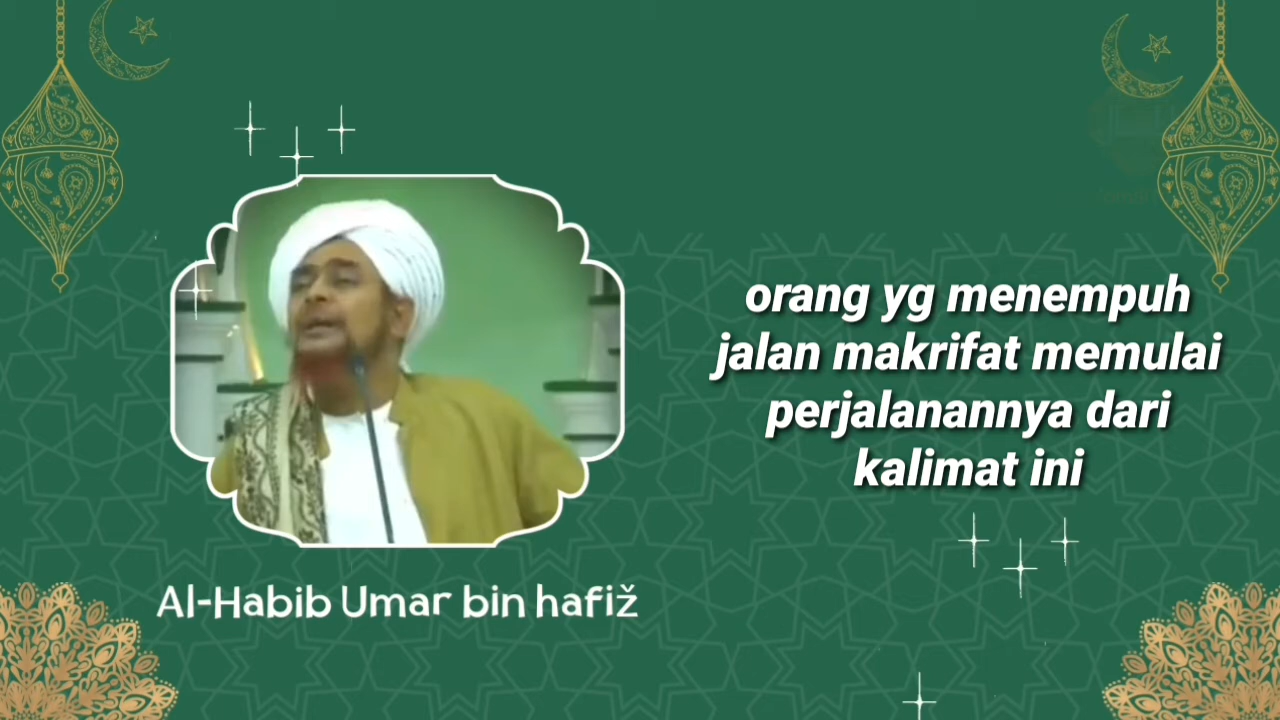 orang yg menempuh
jalan makrifat memulai
perjalanannya dari
kalimat ini
Al-Habib Umar bin hafiž